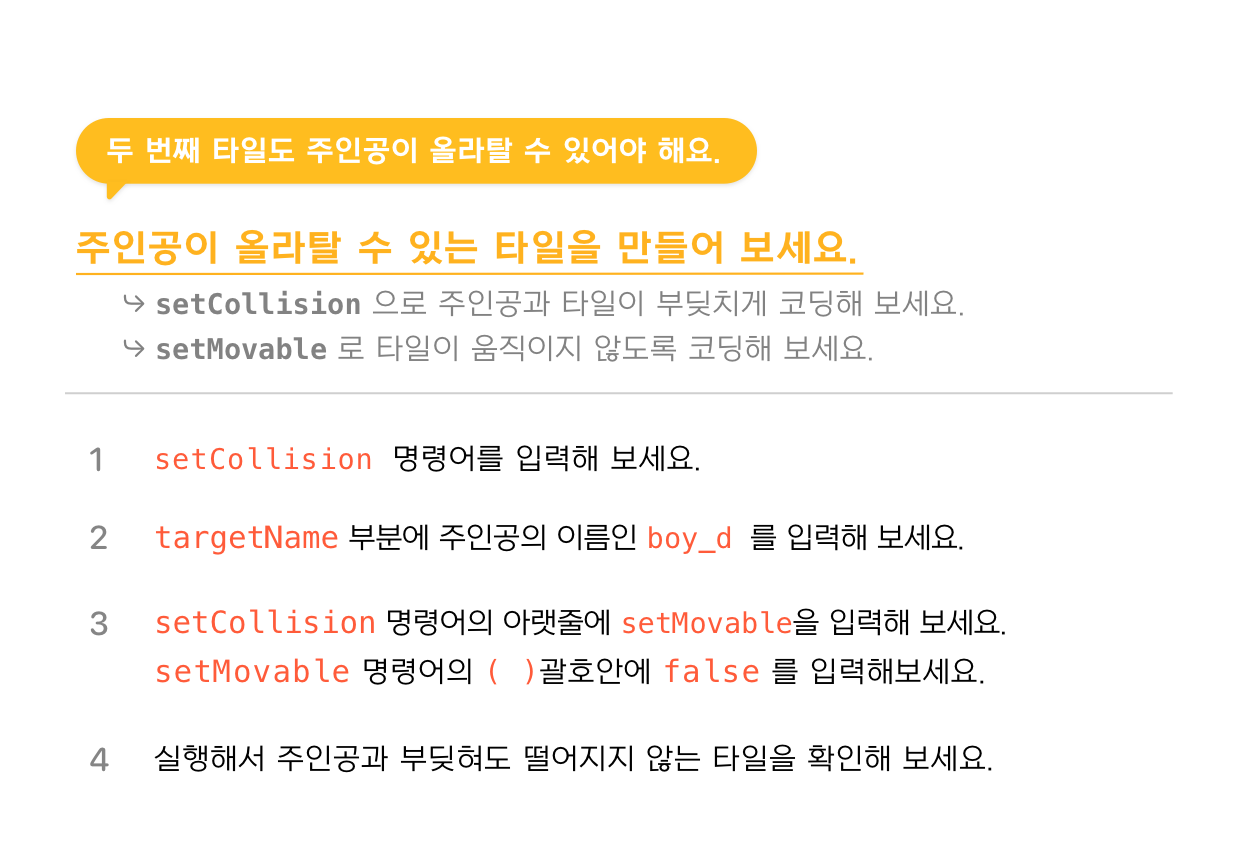 두 번째 타일도 주인공이 올라탈 수 있어야 해요.
주인공이 올라탈 수 있는 타일을 만들어 보세요.
↪ setCollision 으로 주인공과 타일이 부딪치게 코딩해 보세요.
↪ setMovable 로 타일이 움직이지 않도록 코딩해 보세요.
1 setCollision 명령어를 입력해 보세요.
2 targetName 부분에 주인공의 이름인 boy_d 를 입력해 보세요.
3 setCollision 명령어의 아랫줄에 setMovable을 입력해 보세요.
setMovable 명령어의 ( )괄호안에 false 를 입력해보세요.
4 실행해서 주인공과 부딪혀도 떨어지지 않는 타일을 확인해 보세요.